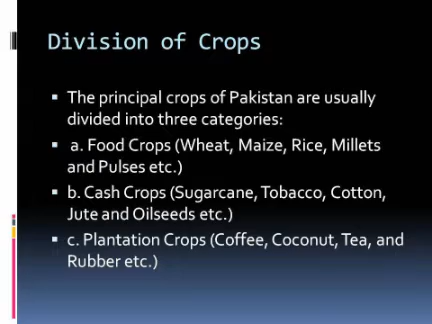 Division of Crops
▪ The principal crops of Pakistan are usually
divided into three categories:
▪ a. Food Crops (Wheat, Maize, Rice, Millets
and Pulses etc.)
▪ b. Cash Crops (Sugarcane, Tobacco, Cotton,
Jute and Oilseeds etc.)
▪ c. Plantation Crops (Coffee, Coconut, Tea, and
Rubber etc.)